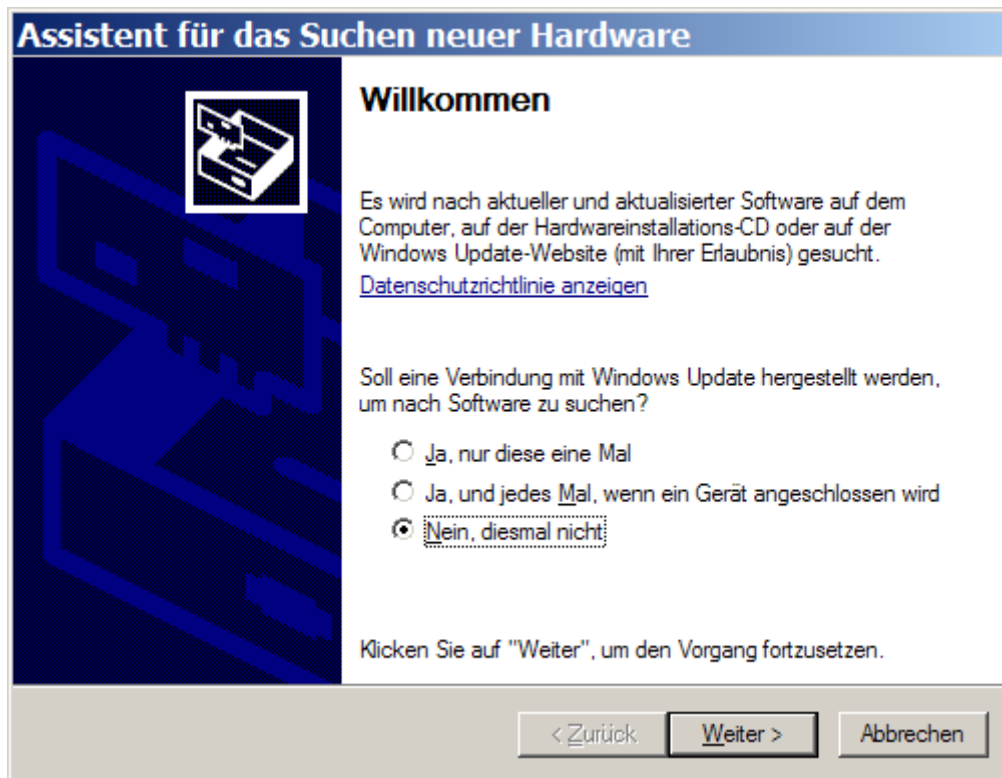 Assistent für das Suchen neuer Hardware
Willkommen
Es wird nach aktueller und aktualisierter Software auf dem
Computer, auf der Hardwareinstallations-CD oder auf der
Windows Update-Website (mit Ihrer Erlaubnis) gesucht.
Datenschutzrichtlinie anzeigen
Soll eine Verbindung mit Windows Update hergestellt werden,
um nach Software zu suchen?
Ja, nur diese eine Mal
Ja, und jedes Mal, wenn ein Gerät angeschlossen wird
Nein, diesmal nicht
Klicken Sie auf "Weiter", um den Vorgang fortzusetzen.
< Zurück Weiter > Abbrechen